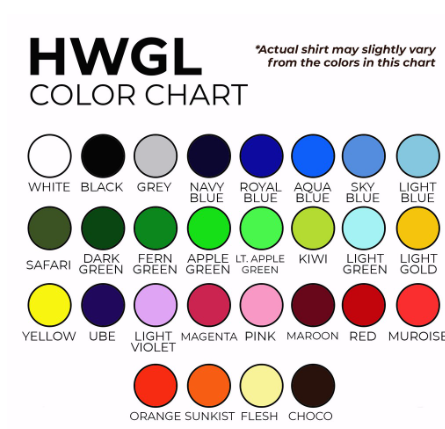 HWGL
COLOR CHART
*Actual shirt may slightly vary
from the colors in this chart
WHITE BLACK GREY NAVY BLUE ROYAL BLUE AQUA BLUE SKY BLUE LIGHT BLUE
SAFARI DARK GREEN FERN GREEN APPLE GREEN LT. APPLE GREEN KIWI LIGHT GREEN LIGHT GOLD
YELLOW UBE LIGHT VIOLET MAGENTA PINK MAROON RED MUROISE
ORANGE SUNKIST FLESH CHOCO